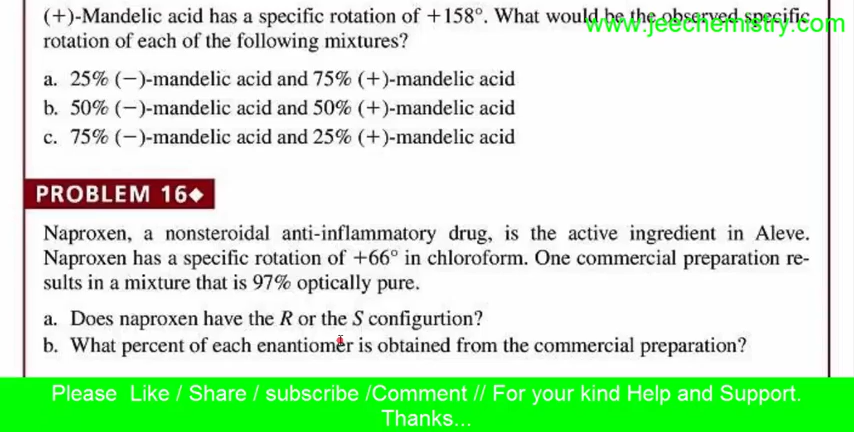 (+)-Mandelic acid has a specific rotation of +158°. What would be the observed specific
www.jeechemistry.com
rotation of each of the following mixtures?
a. 25% (−)-mandelic acid and 75% (+)-mandelic acid
b. 50% (−)-mandelic acid and 50% (+)-mandelic acid
c. 75% (−)-mandelic acid and 25% (+)-mandelic acid
PROBLEM 16◆
Naproxen, a nonsteroidal anti-inflammatory drug, is the active ingredient in Aleve.
Naproxen has a specific rotation of +66° in chloroform. One commercial preparation re-
sults in a mixture that is 97% optically pure.
a. Does naproxen have the R or the S configurtion?
b. What percent of each enantiomer is obtained from the commercial preparation?
Please Like / Share / subscribe /Comment // For your kind Help and Support.
Thanks...